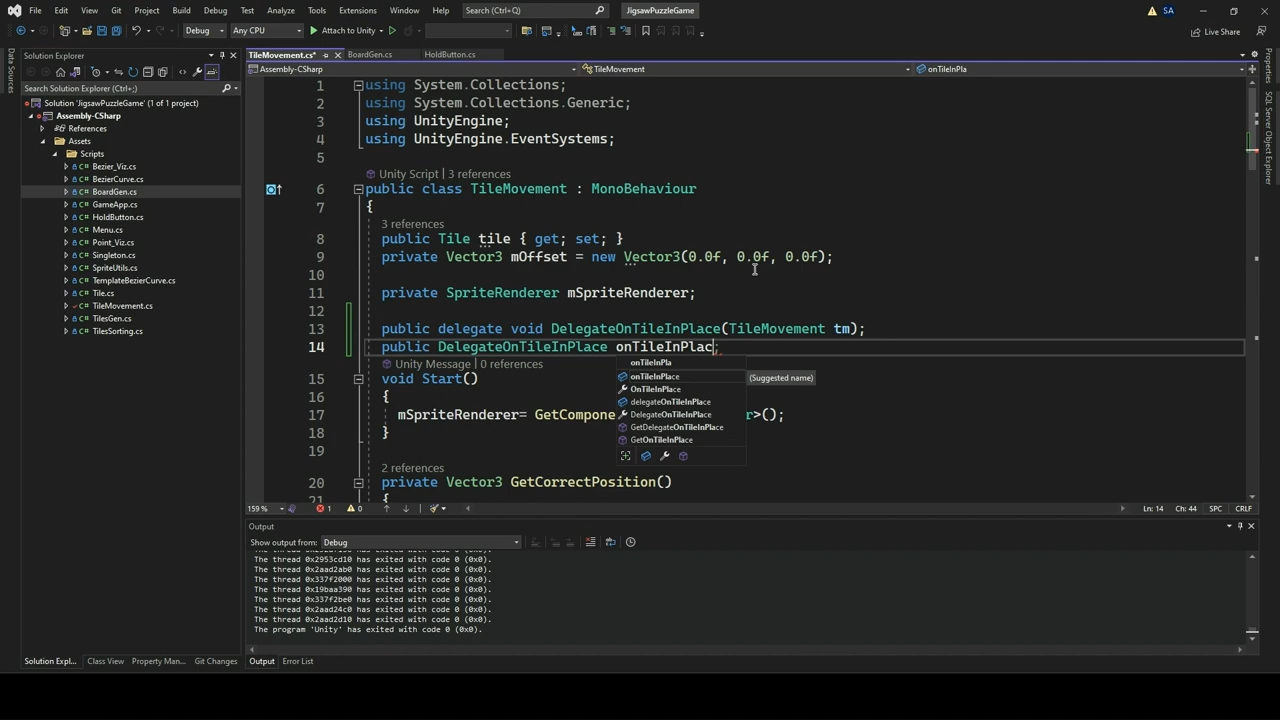 File Edit View Git Project Build Debug Test Analyze Tools Extensions Window Help Search (Ctrl+Q) JigsawPuzzleGame SA
Debug Any CPU Attach to Unity Live Share
Data Sources
Solution Explorer
Search Solution Explorer (Ctrl+;)
Solution 'JigsawPuzzleGame' (1 of 1 project)
Assembly-CSharp
References
Assets
Scripts
Bezier_Viz.cs
BezierCurve.cs
BoardGen.cs
GameApp.cs
HoldButton.cs
Menu.cs
Point_Viz.cs
Singleton.cs
SpriteUtils.cs
TemplateBezierCurve.cs
Tile.cs
TileMovement.cs
TilesGen.cs
TilesSorting.cs
Solution Expl... Class View Property Man... Git Changes
TileMovement.cs* BoardGen.cs HoldButton.cs
Assembly-CSharp TileMovement onTileInPla
1 using System.Collections;
2 using System.Collections.Generic;
3 using UnityEngine;
4 using UnityEngine.EventSystems;
5
Unity Script | 3 references
6 public class TileMovement : MonoBehaviour
7 {
3 references
8 public Tile tile { get; set; }
9 private Vector3 mOffset = new Vector3(0.0f, 0.0f, 0.0f);
10
11 private SpriteRenderer mSpriteRenderer;
12
13 public delegate void DelegateOnTileInPlace(TileMovement tm);
14 public DelegateOnTileInPlace onTileInPlac;
Unity Message | 0 references
15 void Start()
16 {
17 mSpriteRenderer= GetCompone r>();
18 }
19
2 references
20 private Vector3 GetCorrectPosition()
21 {
onTileInPla
onTileInPlace (Suggested name)
OnTileInPlace
delegateOnTileInPlace
DelegateOnTileInPlace
GetDelegateOnTileInPlace
GetOnTileInPlace
159 % 1 0 Ln: 14 Ch: 44 SPC CRLF
Output
Show output from: Debug
The thread 0x2953cd10 has exited with code 0 (0x0).
The thread 0x2aad2ab0 has exited with code 0 (0x0).
The thread 0x337f2000 has exited with code 0 (0x0).
The thread 0x19baa390 has exited with code 0 (0x0).
The thread 0x337f2be0 has exited with code 0 (0x0).
The thread 0x2aad24c0 has exited with code 0 (0x0).
The thread 0x2aad2d10 has exited with code 0 (0x0).
The program 'Unity' has exited with code 0 (0x0).
Output Error List
Properties
SQL Server Object Explorer